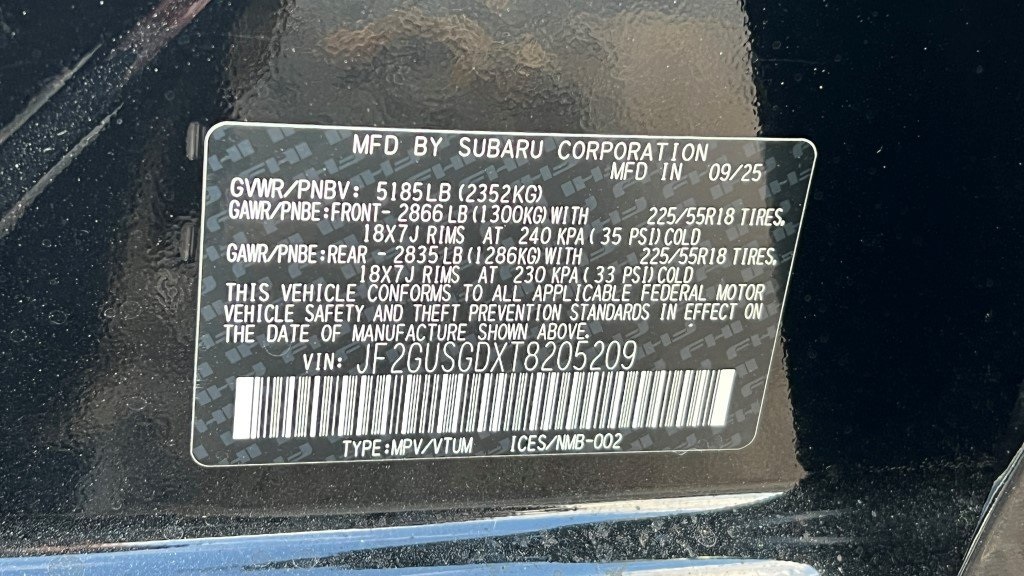 MFD BY SUBARU CORPORATION
MFD IN 09/25
GVWR/PNBV: 5185LB (2352KG)
GAWR/PNBE:FRONT- 2866 LB (1300KG) WITH 225/55R18 TIRES,
18X7J RIMS AT 240 KPA ( 35 PSI) COLD
GAWR/PNBE:REAR - 2835 LB (1286KG) WITH 225/55R18 TIRES,
18X7J RIMS AT 230 KPA ( 33 PSI) COLD
THIS VEHICLE CONFORMS TO ALL APPLICABLE FEDERAL MOTOR
VEHICLE SAFETY AND THEFT PREVENTION STANDARDS IN EFFECT ON
THE DATE OF MANUFACTURE SHOWN ABOVE.
VIN: JF2GUSGDXT8205209
TYPE:MPV/VTUM ICES/NMB-002